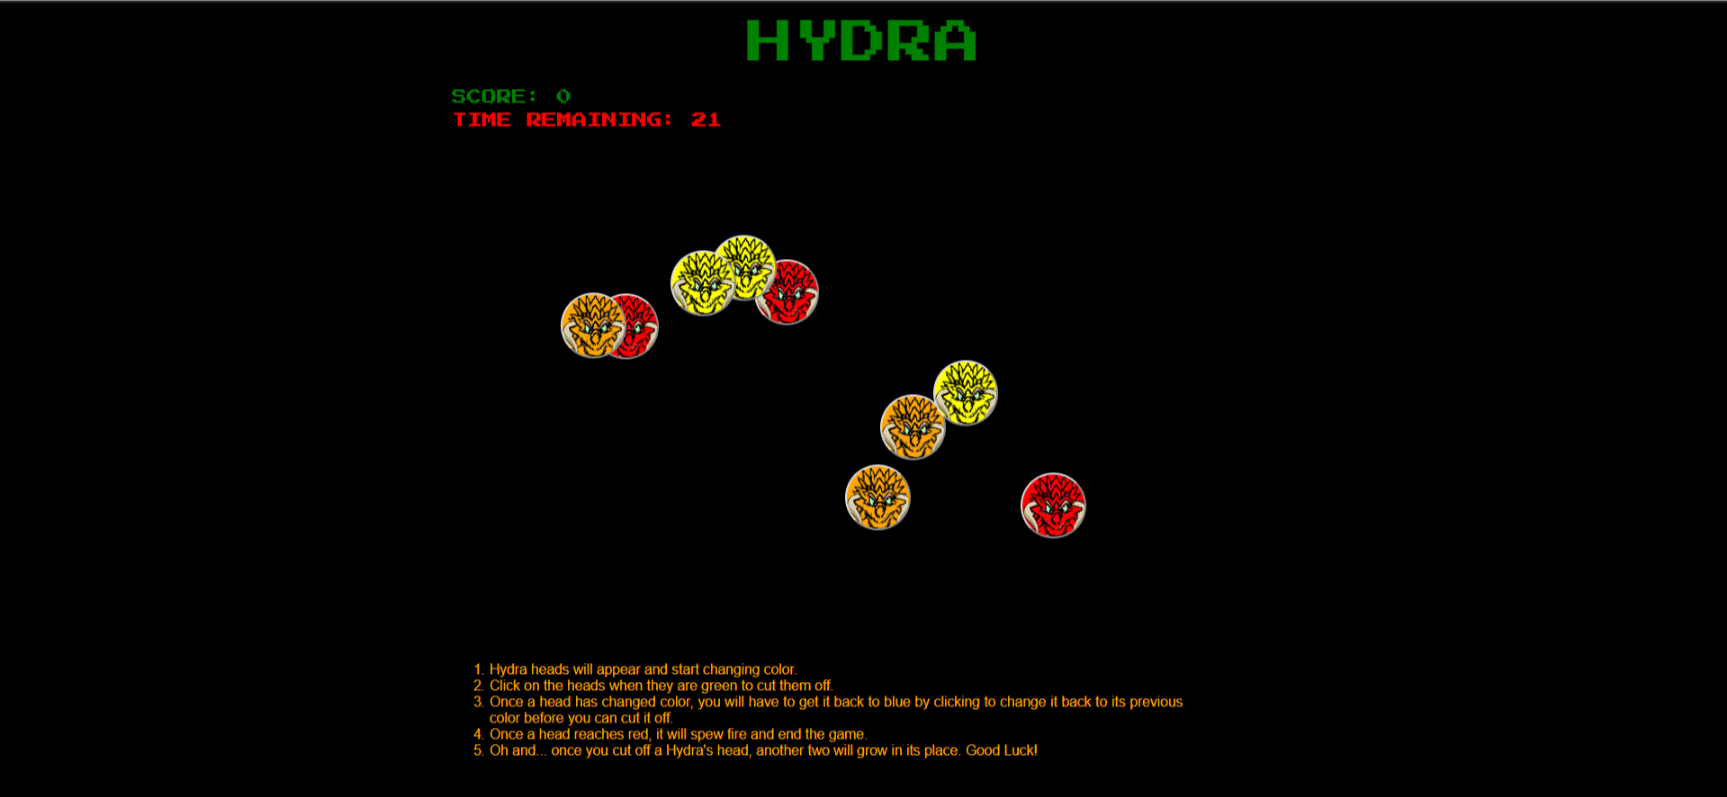 HYDRA
SCORE: 0
TIME REMAINING: 21
1. Hydra heads will appear and start changing color.
2. Click on the heads when they are green to cut them off.
3. Once a head has changed color, you will have to get it back to blue by clicking to change it back to its previous
color before you can cut it off.
4. Once a head reaches red, it will spew fire and end the game.
5. Oh and... once you cut off a Hydra's head, another two will grow in its place. Good Luck!